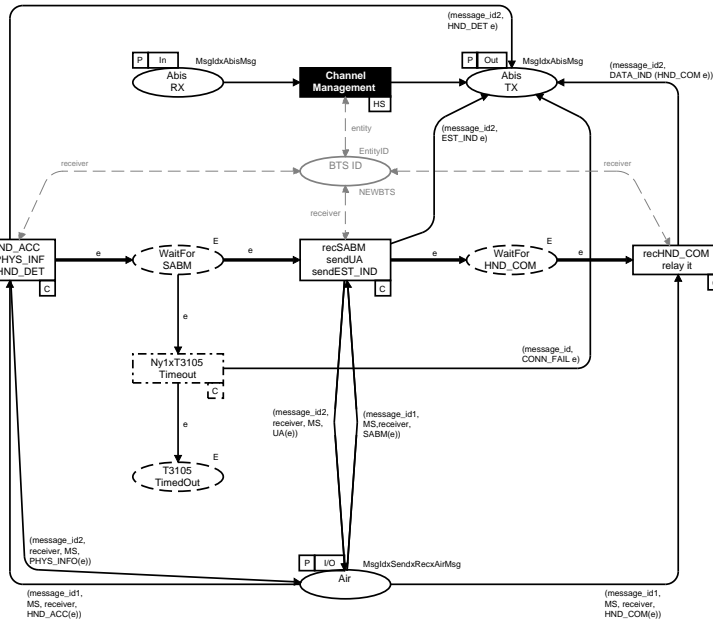 (message_id2,
HND_DET e)
P In
MsgIdxAbisMsg
Abis
RX
Channel
Management
HS
P Out
MsgIdxAbisMsg
Abis
TX
(message_id2,
DATA_IND (HND_COM e))
(message_id2,
EST_IND e)
entity
EntityID
BTS ID
NEWBTS
receiver
receiver
receiver
ND_ACC
PHYS_INF
HND_DET
C
e
E
WaitFor
SABM
e
recSABM
sendUA
sendEST_IND
C
e
E
WaitFor
HND_COM
e
recHND_COM
relay it
e
Ny1xT3105
Timeout
C
(message_id,
CONN_FAIL e)
e
E
T3105
TimedOut
(message_id2,
receiver, MS,
UA(e))
(message_id1,
MS,receiver,
SABM(e))
(message_id2,
receiver, MS,
PHYS_INFO(e))
P I/O
MsgIdxSendxRecxAirMsg
Air
(message_id1,
MS, receiver,
HND_ACC(e))
(message_id1,
MS, receiver,
HND_COM(e))